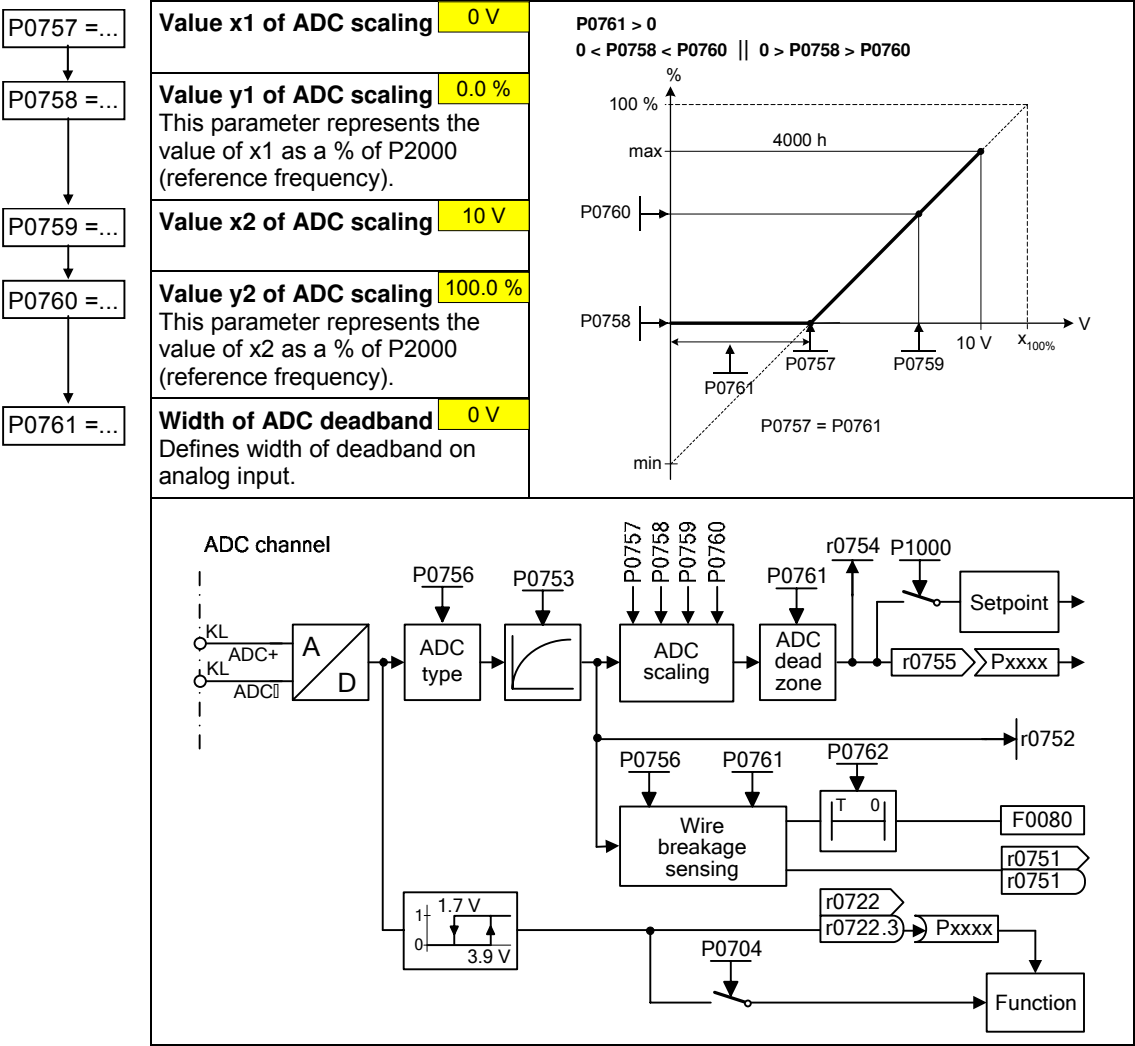 P0757 =...
Value x1 of ADC scaling 0 V
P0758 =...
Value y1 of ADC scaling 0.0 %
This parameter represents the
value of x1 as a % of P2000
(reference frequency).
P0759 =...
Value x2 of ADC scaling 10 V
P0760 =...
Value y2 of ADC scaling 100.0 %
This parameter represents the
value of x2 as a % of P2000
(reference frequency).
P0761 =...
Width of ADC deadband 0 V
Defines width of deadband on
analog input.
P0761 > 0
0 < P0758 < P0760 || 0 > P0758 > P0760
%
100 %
4000 h
max
P0760
P0758
V
10 V
x100%
P0757
P0759
P0761
P0757 = P0761
min
ADC channel
KL
ADC+
KL
ADC▯
A
D
P0756
ADC
type
P0753
P0757
P0758
P0759
P0760
ADC
scaling
P0761
ADC
dead
zone
r0754
P1000
Setpoint
r0755
Pxxxx
r0752
P0756
P0761
Wire
breakage
sensing
P0762
T 0
F0080
r0751
r0751
1.7 V
1
0
3.9 V
r0722
r0722.3
Pxxxx
P0704
Function